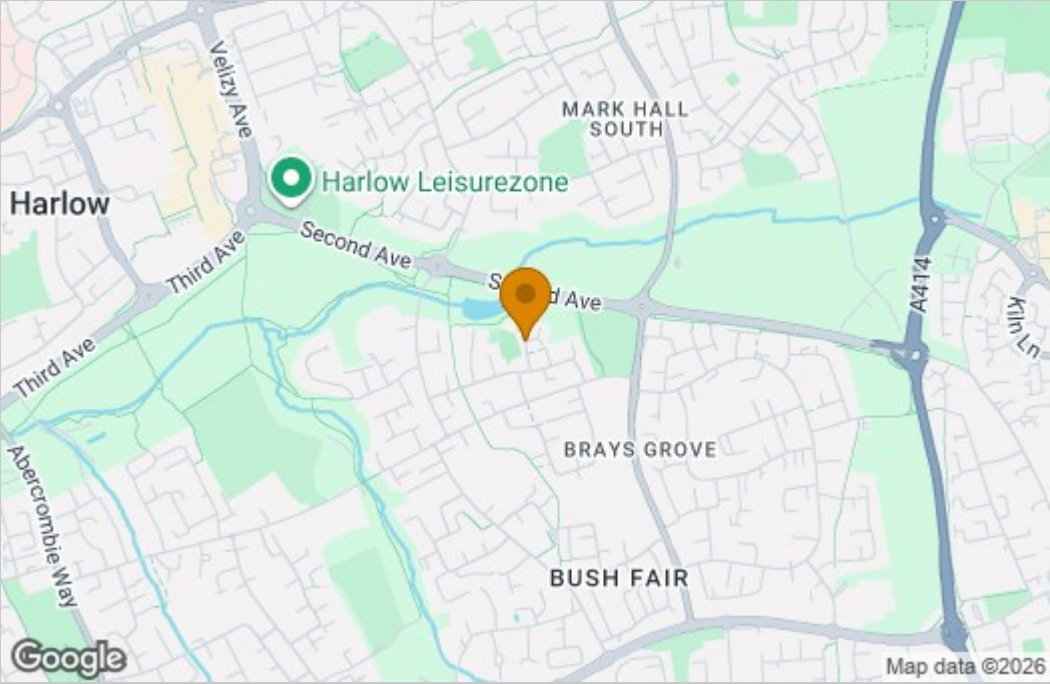 Velizy Ave
MARK HALL
SOUTH
Harlow Leisurezone
Harlow
Second Ave
Third Ave
A414
Kiln Ln
Third Ave
Abercrombie Way
BRAYS GROVE
BUSH FAIR
Google
Map data ©2026